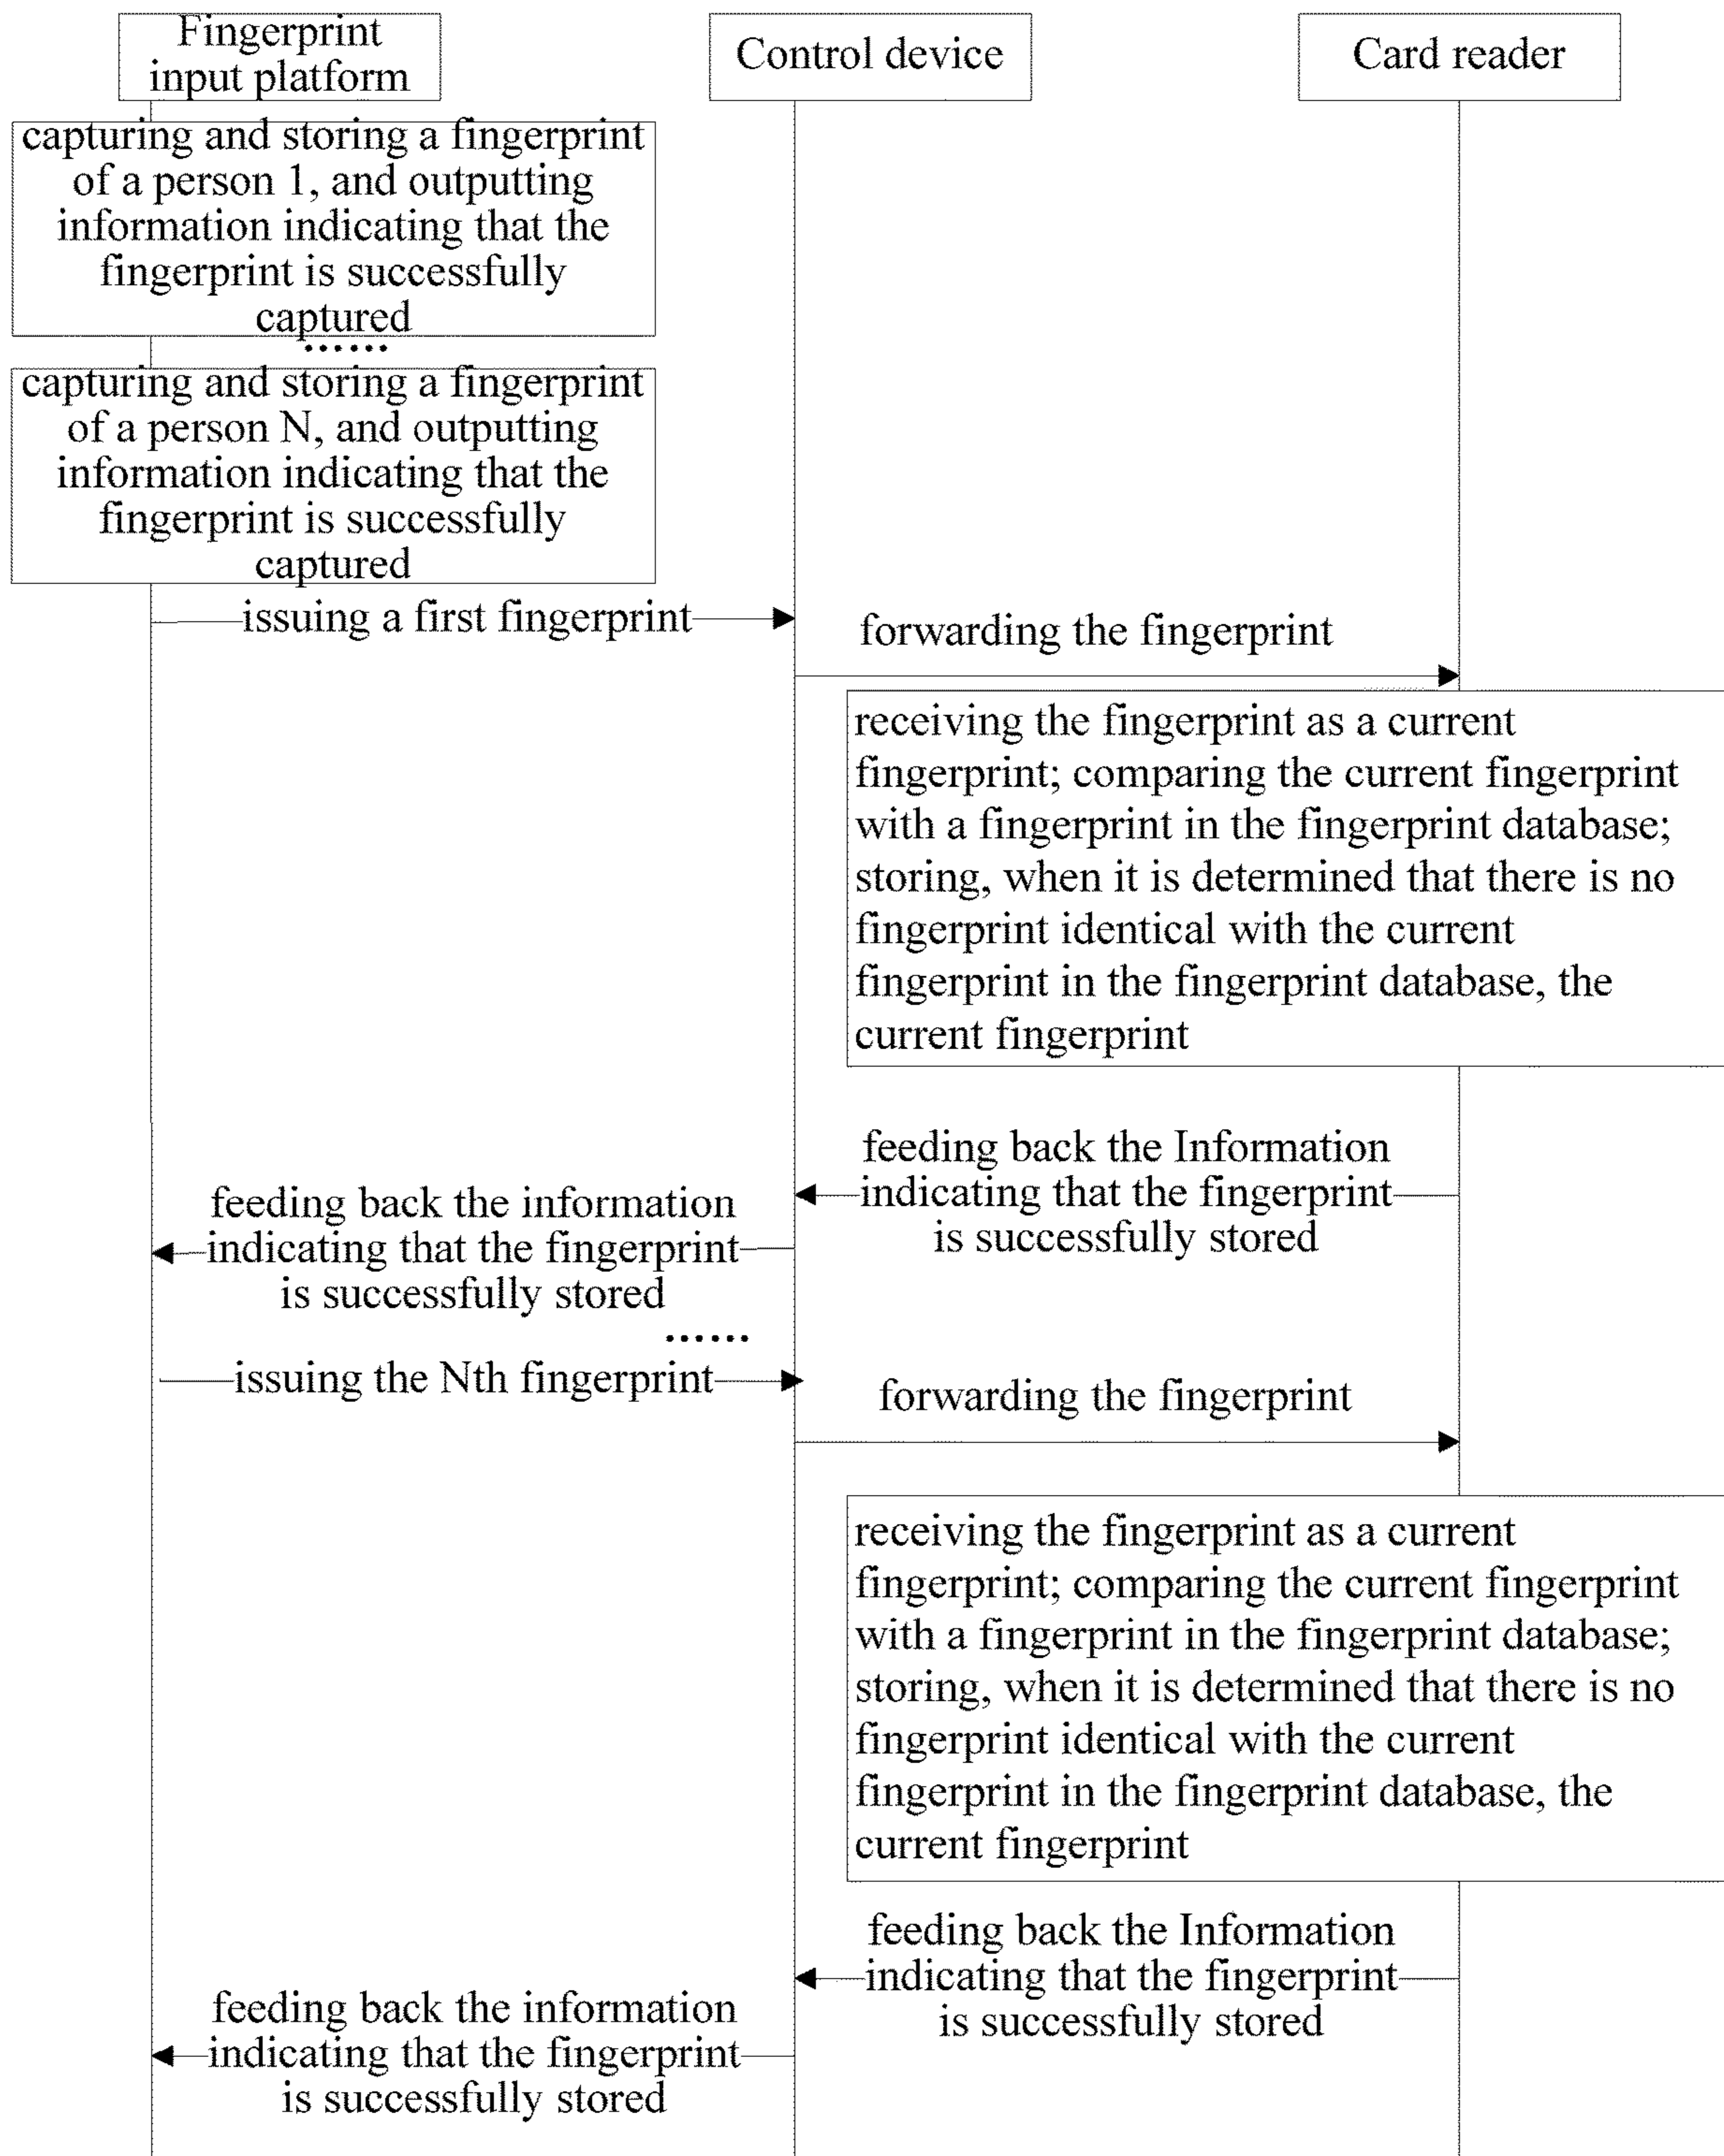 Fingerprint
input platform
Control device
Card reader
capturing and storing a fingerprint
of a person 1, and outputting
information indicating that the
fingerprint is successfully
captured
......
capturing and storing a fingerprint
of a person N, and outputting
information indicating that the
fingerprint is successfully
captured
issuing a first fingerprint
forwarding the fingerprint
receiving the fingerprint as a current
fingerprint; comparing the current fingerprint
with a fingerprint in the fingerprint database;
storing, when it is determined that there is no
fingerprint identical with the current
fingerprint in the fingerprint database, the
current fingerprint
feeding back the Information
indicating that the fingerprint
is successfully stored
feeding back the information
indicating that the fingerprint
is successfully stored
......
issuing the Nth fingerprint
forwarding the fingerprint
receiving the fingerprint as a current
fingerprint; comparing the current fingerprint
with a fingerprint in the fingerprint database;
storing, when it is determined that there is no
fingerprint identical with the current
fingerprint in the fingerprint database, the
current fingerprint
feeding back the Information
indicating that the fingerprint
is successfully stored
feeding back the information
indicating that the fingerprint
is successfully stored